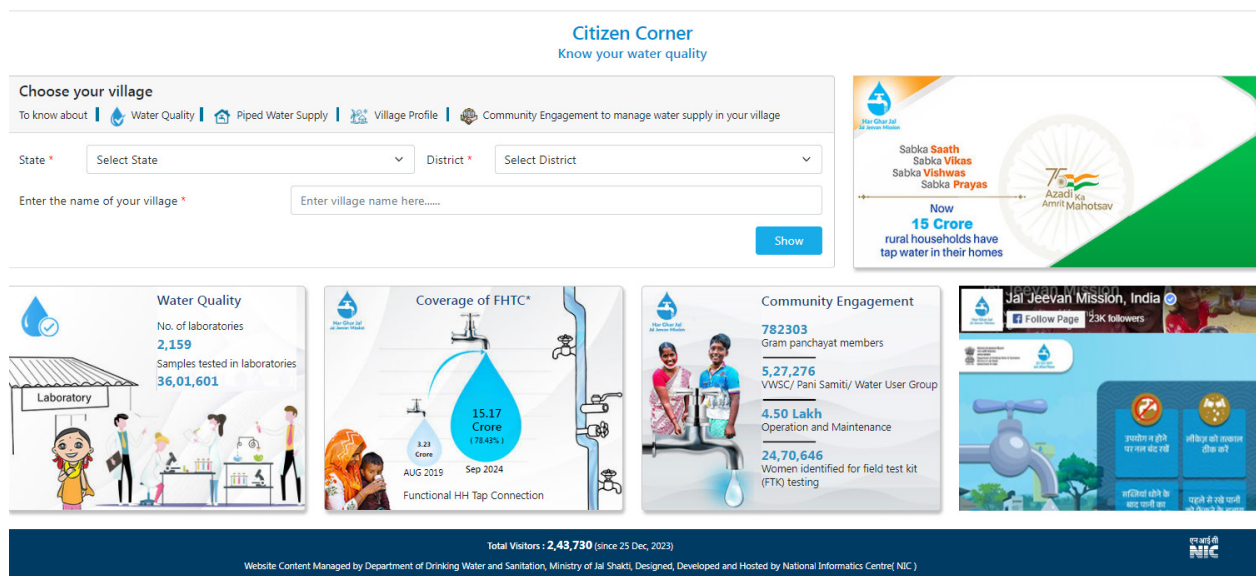 Citizen Corner
Know your water quality
Choose your village
To know about | Water Quality | Piped Water Supply | Village Profile | Community Engagement to manage water supply in your village
State * Select State District * Select District
Enter the name of your village * Enter village name here......
Show
Har Ghar Jal
Jal Jeevan Mission
Sabka Saath
Sabka Vikas
Sabka Vishwas
Sabka Prayas
Now
15 Crore
rural households have
tap water in their homes
75
Azadi Ka
Amrit Mahotsav
Water Quality
No. of laboratories
2,159
Samples tested in laboratories
36,01,601
Laboratory
Har Ghar Jal
Jal Jeevan Mission
Coverage of FHTC*
3.23
Crore
AUG 2019
15.17
Crore
(78.43%)
Sep 2024
Functional HH Tap Connection
Har Ghar Jal
Jal Jeevan Mission
Community Engagement
782303
Gram panchayat members
5,27,276
VWSC/ Pani Samiti/ Water User Group
4.50 Lakh
Operation and Maintenance
24,70,646
Women identified for field test kit
(FTK) testing
Jal Jeevan Mission, India
Follow Page 23K followers
उपयोग न होने
पर नल बंद रखें
लीकेज को तत्काल
ठीक करें
सब्जियां धोने के
बाद पानी का
पहले से रखे पानी
Total Visitors : 2,43,730 (since 25 Dec, 2023)
Website Content Managed by Department of Drinking Water and Sanitation, Ministry of Jal Shakti, Designed, Developed and Hosted by National Informatics Centre( NIC )
एन आई सी
NIC